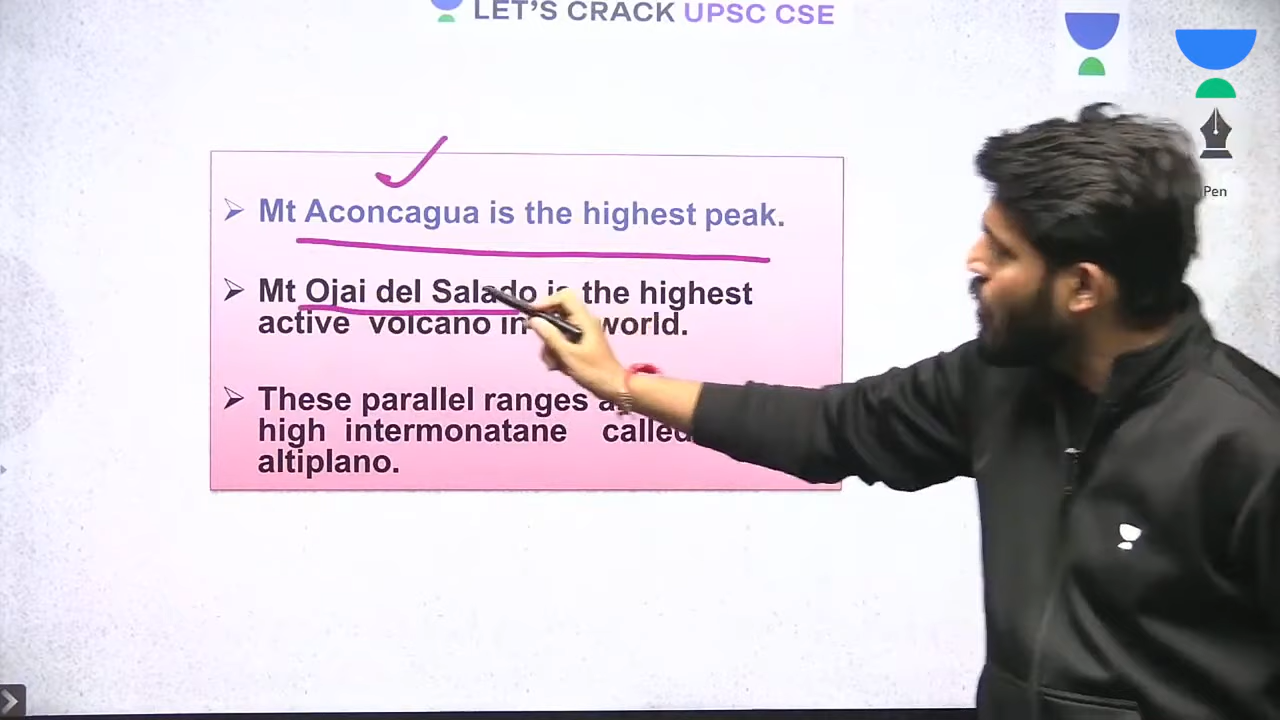 LET'S CRACK UPSC CSE
Pen
Mt Aconcagua is the highest peak.
Mt Ojai del Salado is the highest
active volcano in world.
These parallel ranges
high intermonatane called
altiplano.